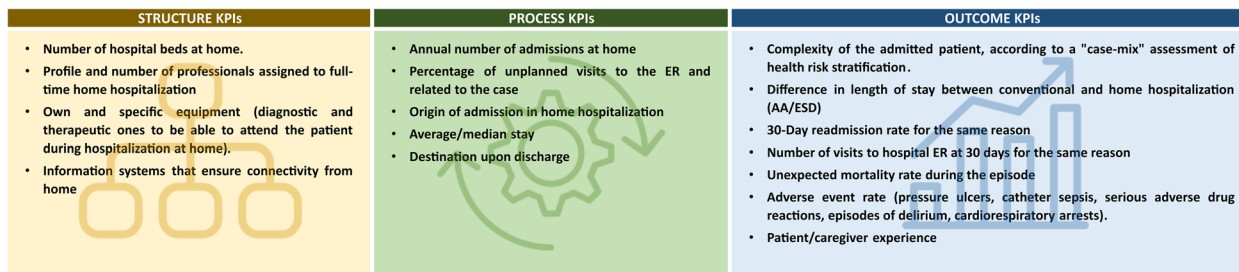 STRUCTURE KPIs
• Number of hospital beds at home.
• Profile and number of professionals assigned to full-
time home hospitalization
• Own and specific equipment (diagnostic and
therapeutic ones to be able to attend the patient
during hospitalization at home).
• Information systems that ensure connectivity from
home
PROCESS KPIs
• Annual number of admissions at home
• Percentage of unplanned visits to the ER and
related to the case
• Origin of admission in home hospitalization
• Average/median stay
• Destination upon discharge
OUTCOME KPIs
• Complexity of the admitted patient, according to a "case-mix" assessment of
health risk stratification.
• Difference in length of stay between conventional and home hospitalization
(AA/ESD)
• 30-Day readmission rate for the same reason
• Number of visits to hospital ER at 30 days for the same reason
• Unexpected mortality rate during the episode
• Adverse event rate (pressure ulcers, catheter sepsis, serious adverse drug
reactions, episodes of delirium, cardiorespiratory arrests).
• Patient/caregiver experience